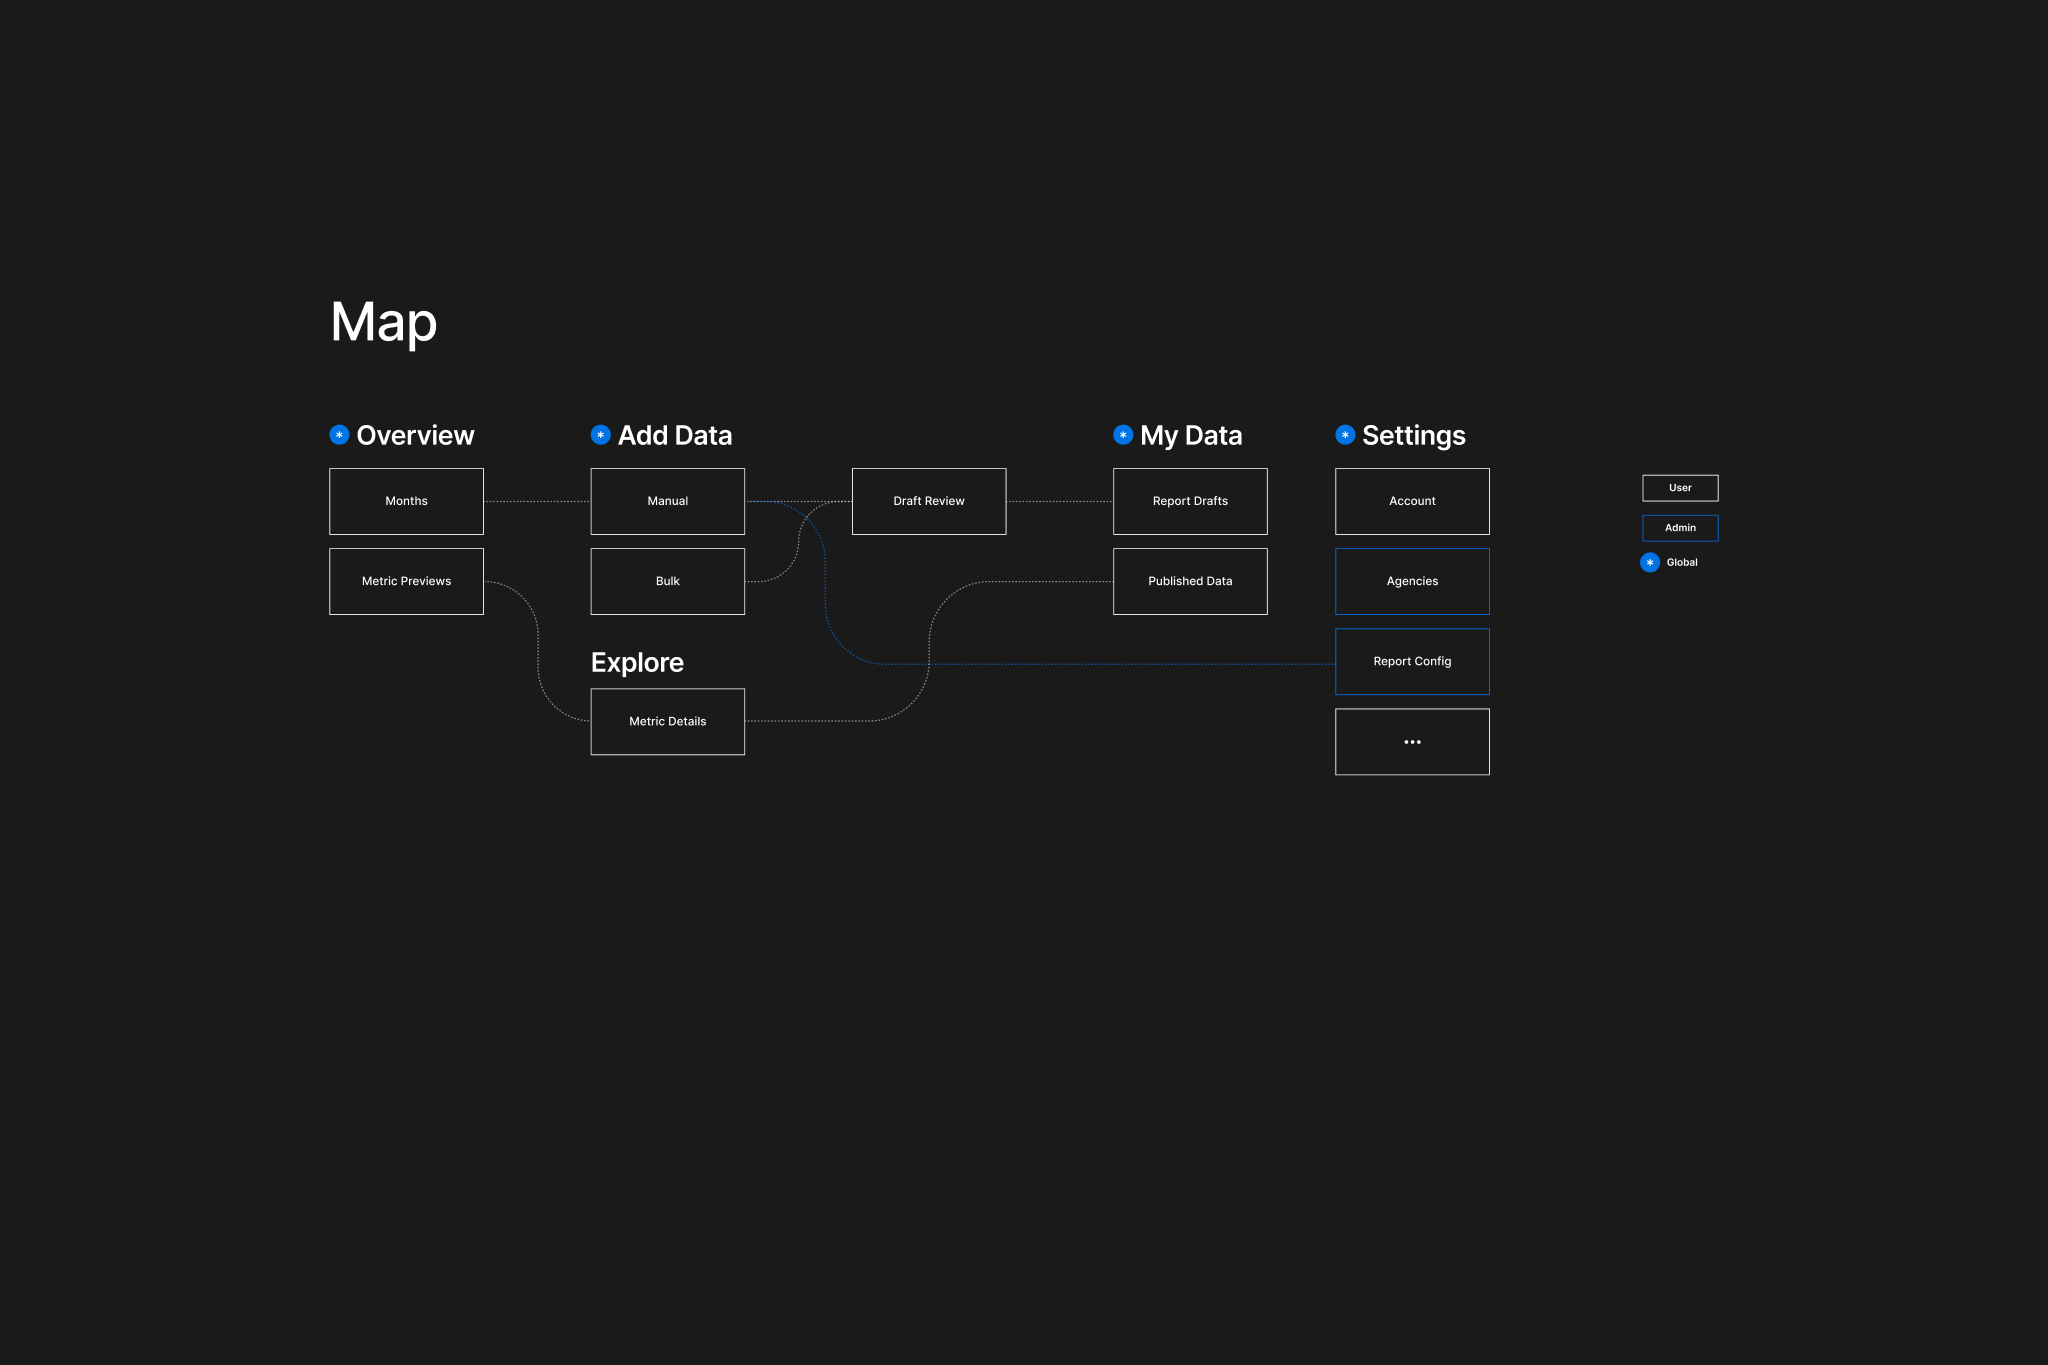 Map
* Overview
Months
Metric Previews
* Add Data
Manual
Bulk
Draft Review
Explore
Metric Details
* My Data
Report Drafts
Published Data
* Settings
Account
Agencies
Report Config
...
User
Admin
* Global